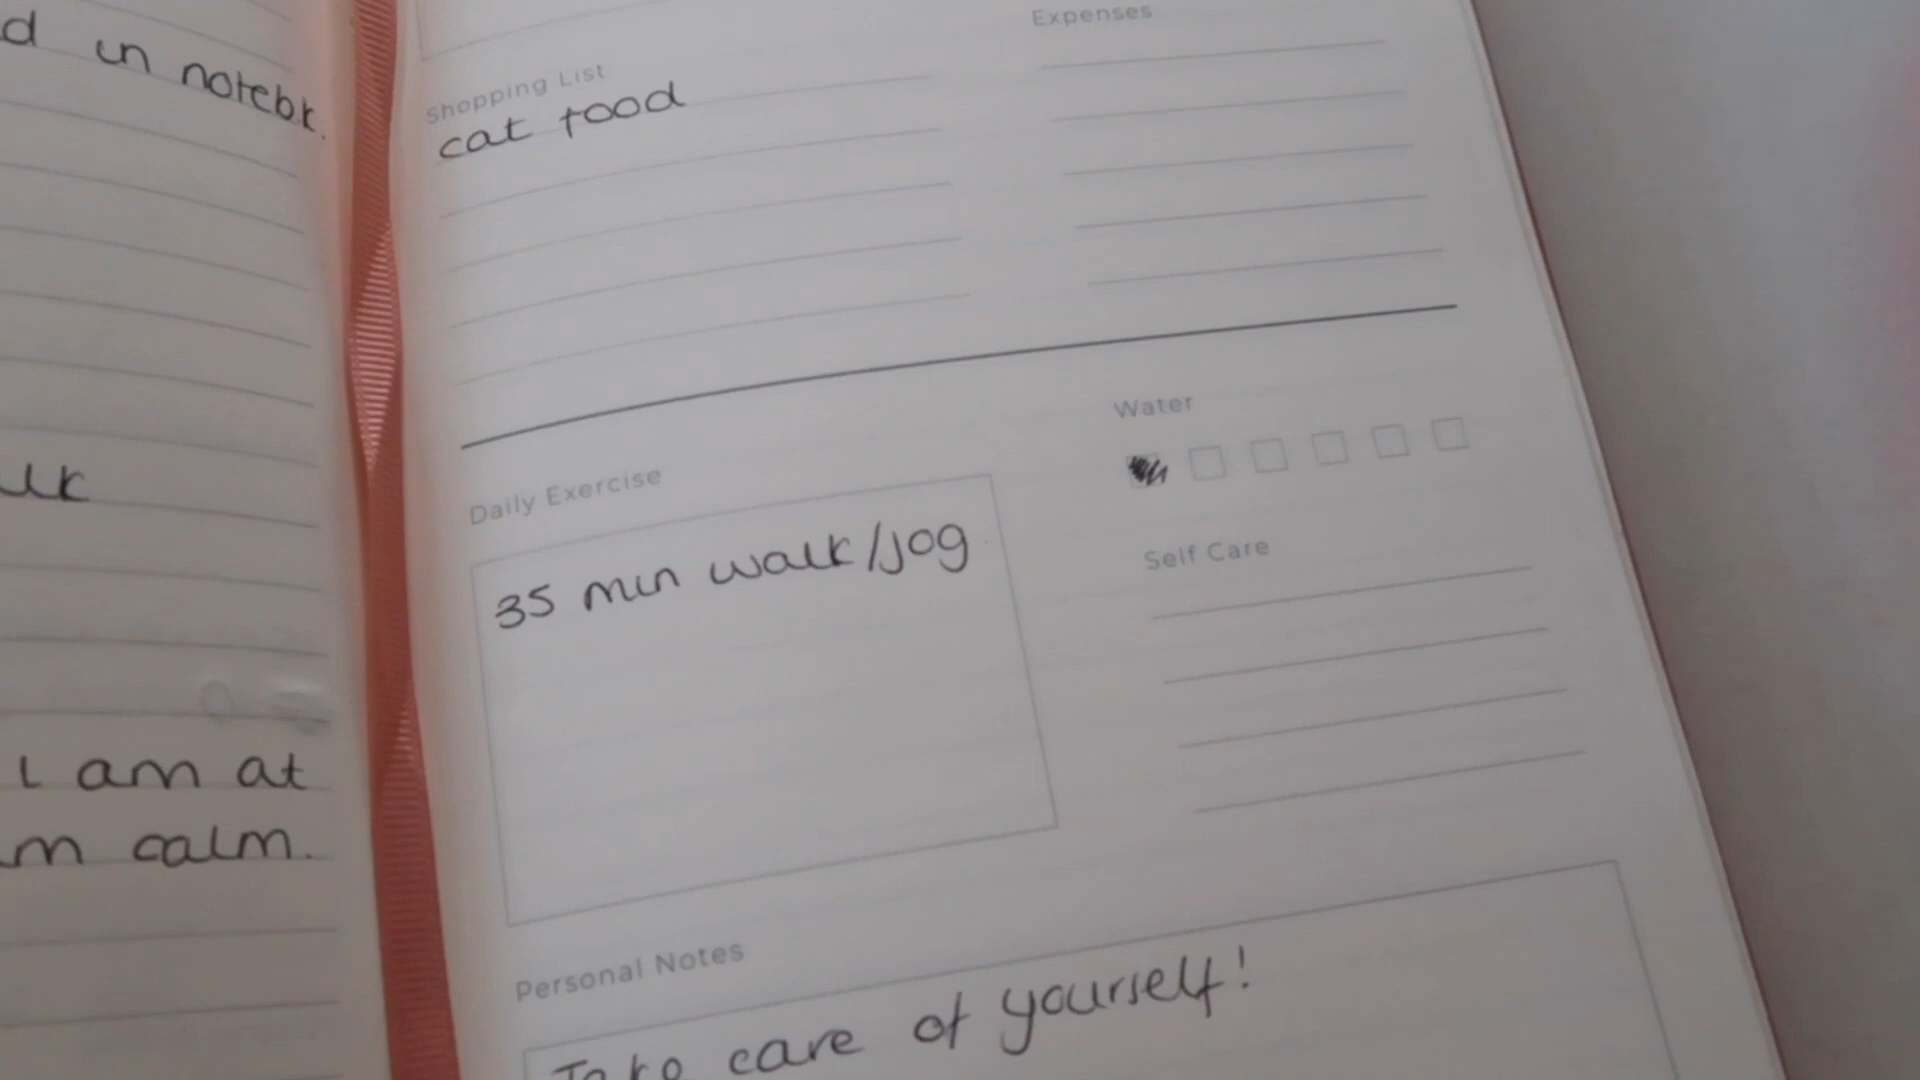 in notebk.
I am at
calm.
Shopping List
cat food
Expenses
Daily Exercise
35 min walk/jog
Water
Self Care
Personal Notes
Take care of yourself!